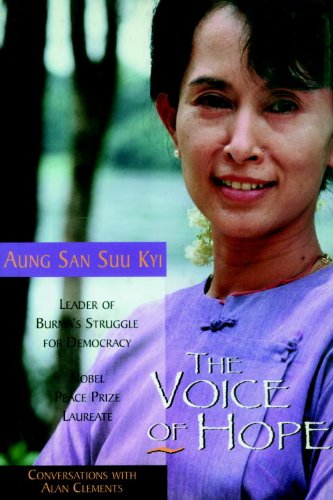 AUNG SAN SUU KYI
LEADER OF
BURMA'S STRUGGLE
FOR DEMOCRACY
NOBEL
PEACE PRIZE
LAUREATE
THE
VOICE
OF HOPE
CONVERSATIONS WITH
ALAN CLEMENTS